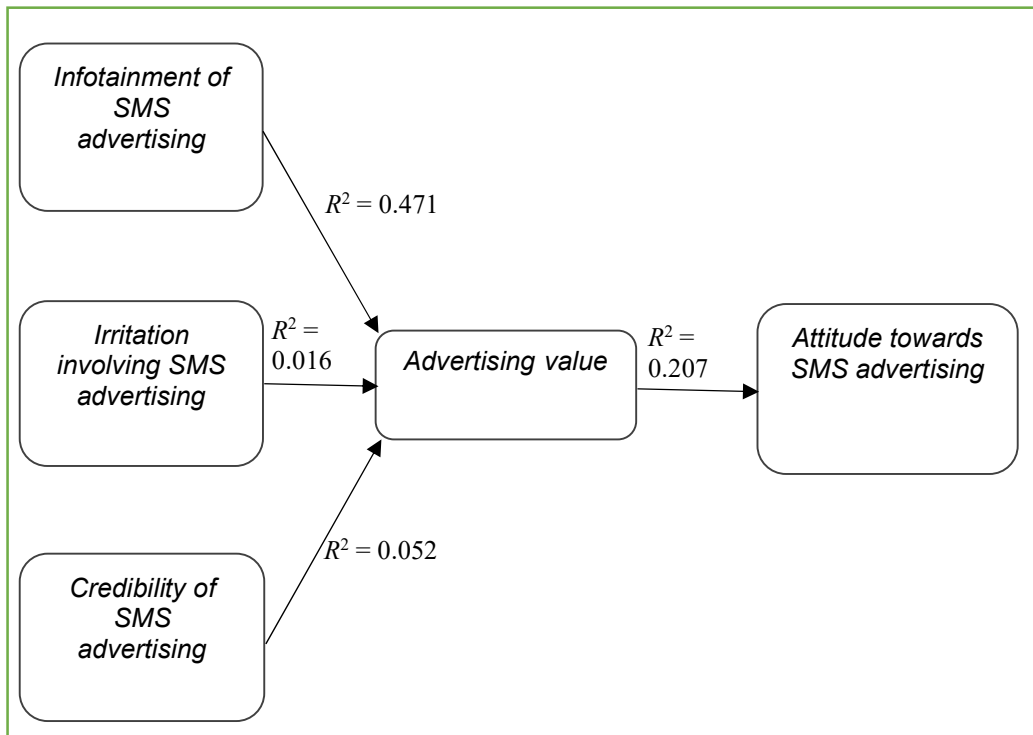 Infotainment of
SMS
advertising
R² = 0.471
Irritation
involving SMS
advertising
R² =
0.016
Advertising value
R² =
0.207
Attitude towards
SMS advertising
R² = 0.052
Credibility of
SMS
advertising